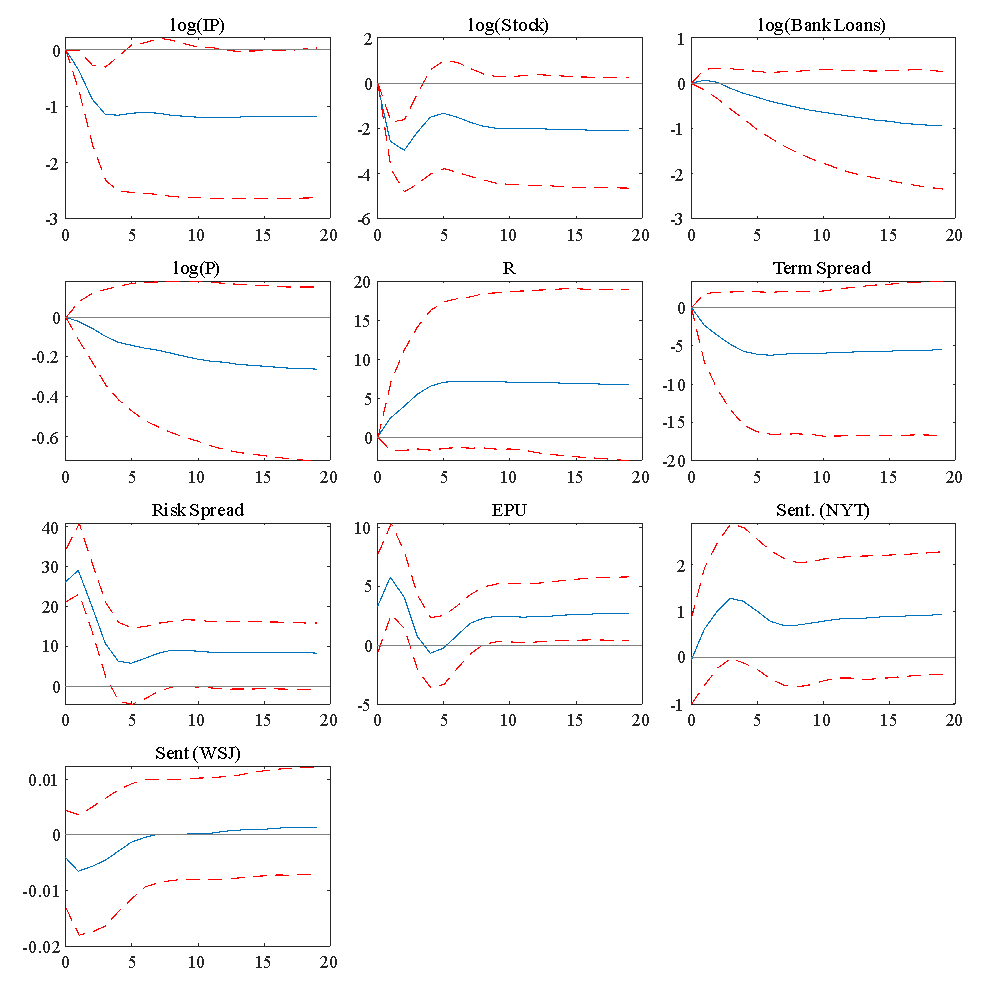 log(IP)
0
-1
-2
-3
0 5 10 15 20
log(Stock)
2
0
-2
-4
-6
0 5 10 15 20
log(Bank Loans)
1
0
-1
-2
-3
0 5 10 15 20
log(P)
0
-0.2
-0.4
-0.6
0 5 10 15 20
R
20
15
10
5
0
0 5 10 15 20
Term Spread
0
-5
-10
-15
-20
0 5 10 15 20
Risk Spread
40
30
20
10
0
0 5 10 15 20
EPU
10
5
0
-5
0 5 10 15 20
Sent. (NYT)
2
1
0
-1
0 5 10 15 20
Sent (WSJ)
0.01
0
-0.01
-0.02
0 5 10 15 20